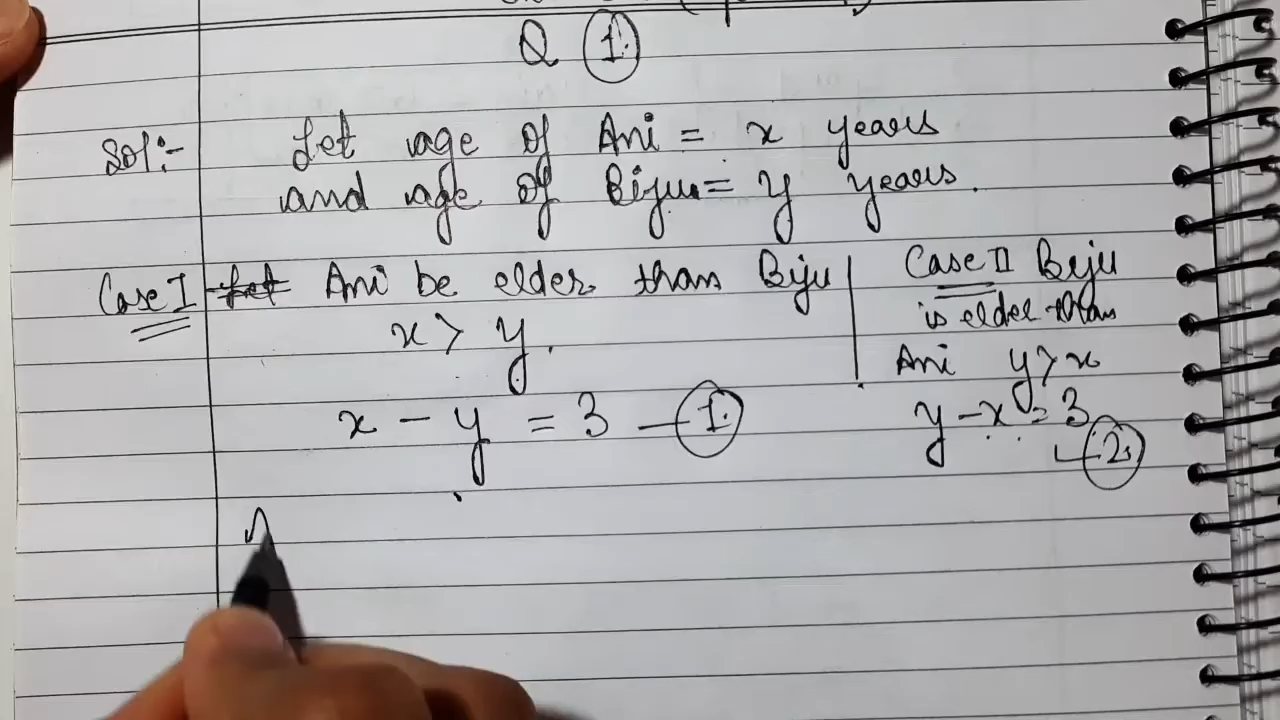 Q 1.
Sol:- Let age of Ani = x years
and age of Biju = y years.
Case I Let Ani be elder than Biju
x > y.
x - y = 3 — 1.
Case II Biju
is elder than
Ani y > x
y - x = 3
— 2.